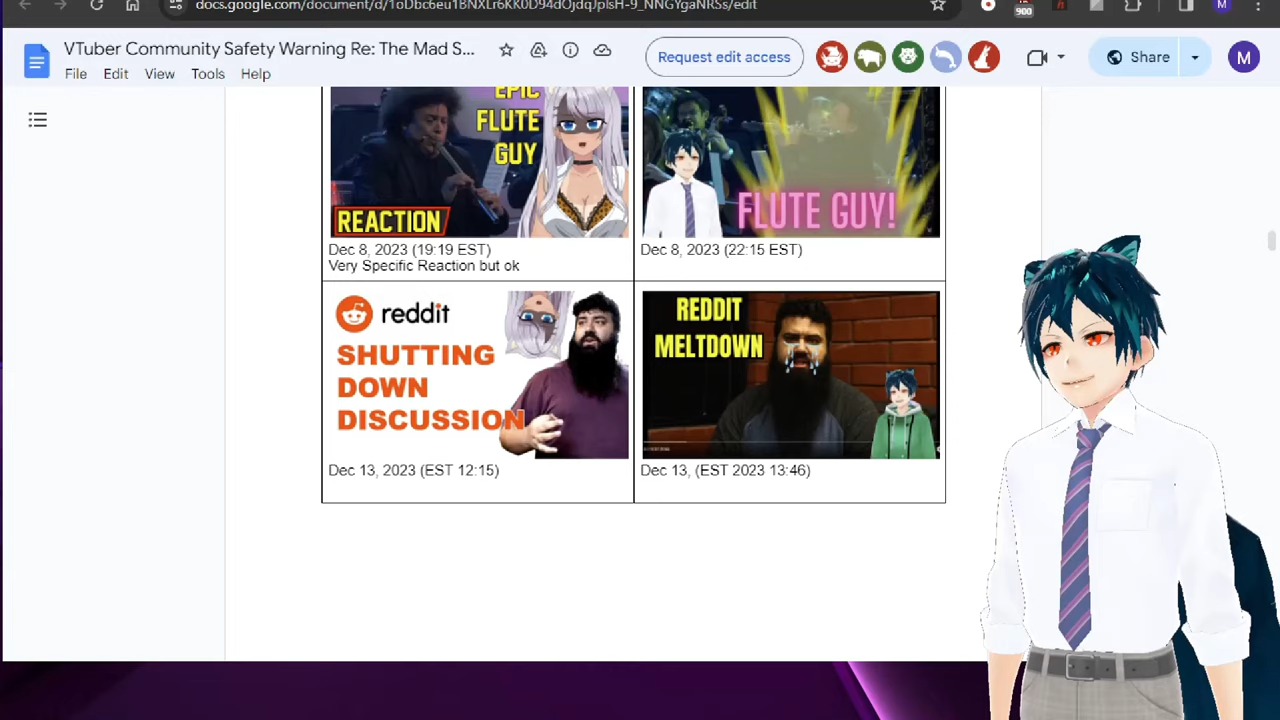 docs.google.com/document/d/1oDbc6eu1BNXLr6KK0D94dOjdqJplsH-9_NNGYgaNRSs/edit
900
M
VTuber Community Safety Warning Re: The Mad S...
Request edit access
Share
M
File Edit View Tools Help
EPIC
FLUTE
GUY
REACTION
FLUTE GUY!
Dec 8, 2023 (19:19 EST)
Very Specific Reaction but ok
Dec 8, 2023 (22:15 EST)
reddit
SHUTTING
DOWN
DISCUSSION
REDDIT
MELTDOWN
Dec 13, 2023 (EST 12:15)
Dec 13, (EST 2023 13:46)